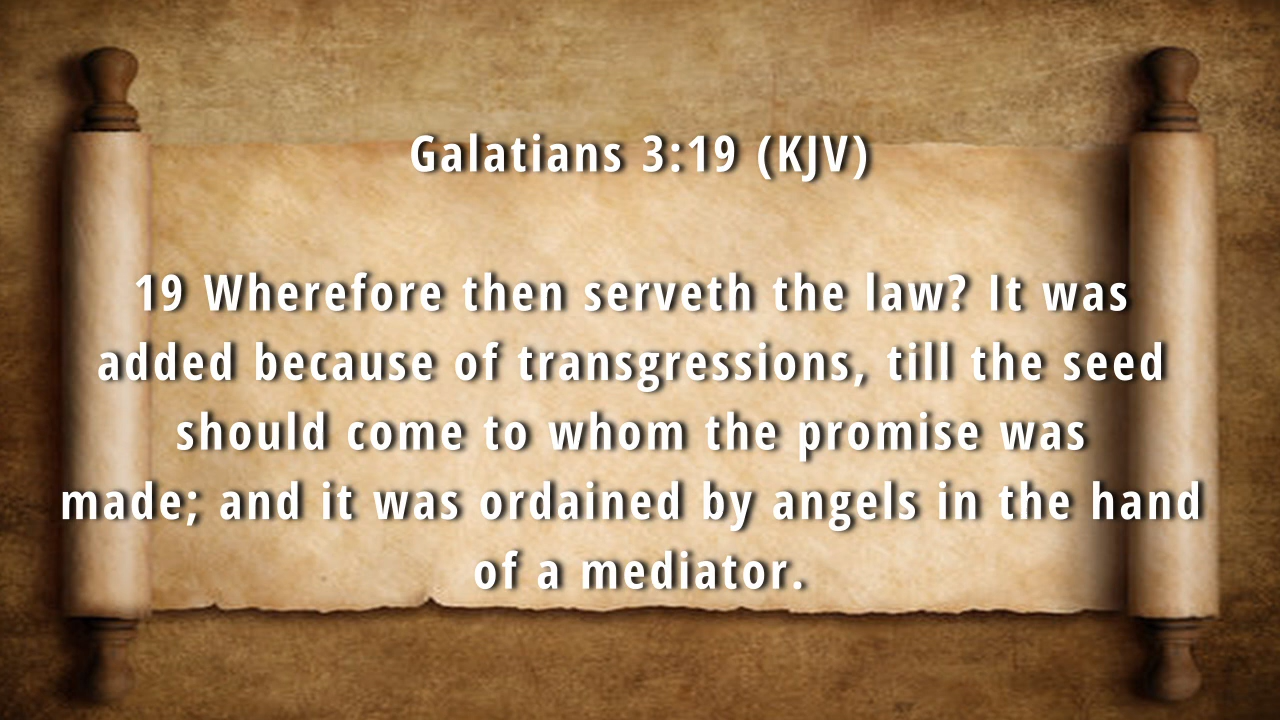 Galatians 3:19 (KJV)
19 Wherefore then serveth the law? It was
added because of transgressions, till the seed
should come to whom the promise was
made; and it was ordained by angels in the hand
of a mediator.